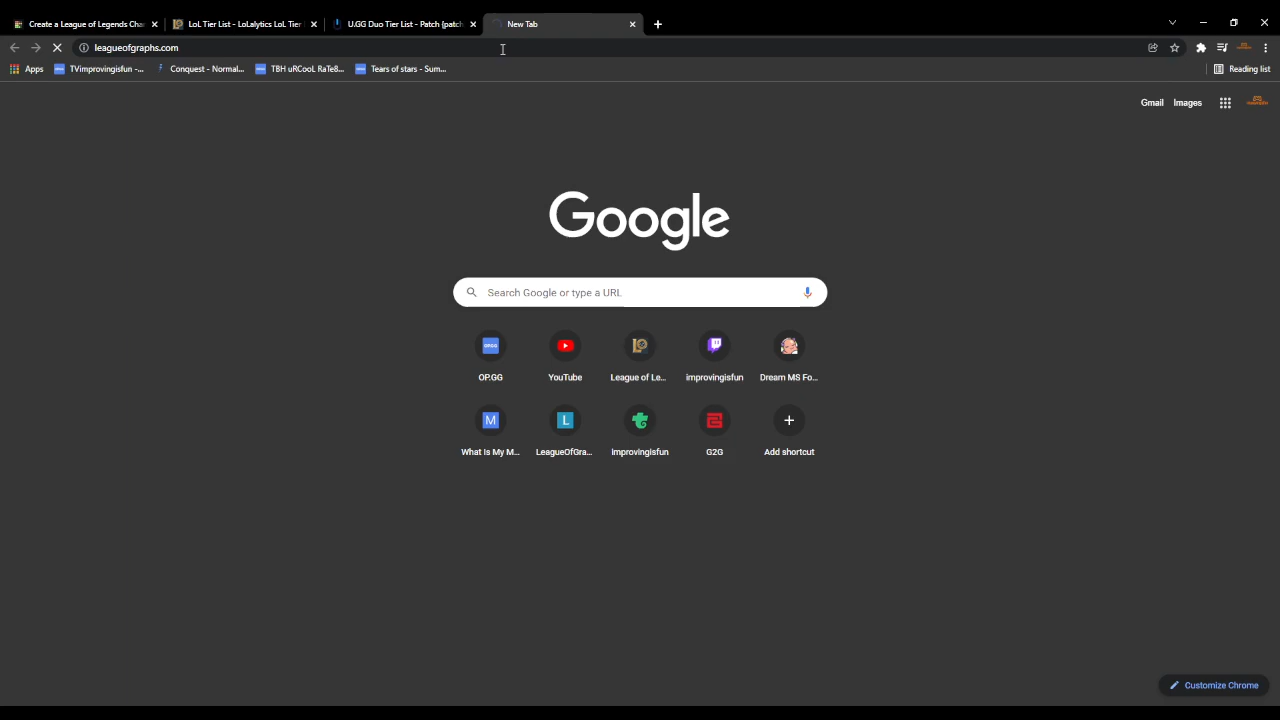 Create a League of Legends Cha
LoL Tier List - LoLalytics LoL Tier
U.GG Duo Tier List - Patch {patch
New Tab
leagueofgraphs.com
Apps
TVimprovingisfun -...
Conquest - Normal...
TBH uRCooL RaTe8...
Tears of stars - Sum...
Reading list
Gmail
Images
Google
Search Google or type a URL
OP.GG
YouTube
League of Le...
improvingisfun
Dream MS Fo...
M
L
What Is My M...
LeagueOfGra...
improvingisfun
G2G
Add shortcut
Customize Chrome